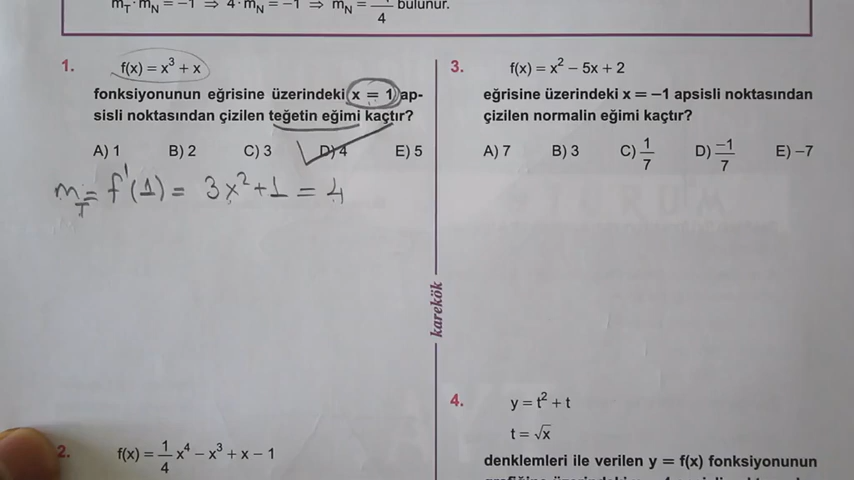 m_T · m_N = −1 ⇒ 4 · m_N = −1 ⇒ m_N = /4 bulunur.
1. f(x) = x³ + x
fonksiyonunun eğrisine üzerindeki x = 1 ap-
sisli noktasından çizilen teğetin eğimi kaçtır?
A) 1 B) 2 C) 3 D) 4 E) 5
m_T = f'(1) = 3x² + 1 = 4
2. f(x) = 1/4 x⁴ − x³ + x − 1
karekök
3. f(x) = x² − 5x + 2
eğrisine üzerindeki x = −1 apsisli noktasından
çizilen normalin eğimi kaçtır?
A) 7 B) 3 C) 1/7 D) −1/7 E) −7
4. y = t² + t
t = √x
denklemleri ile verilen y = f(x) fonksiyonunun